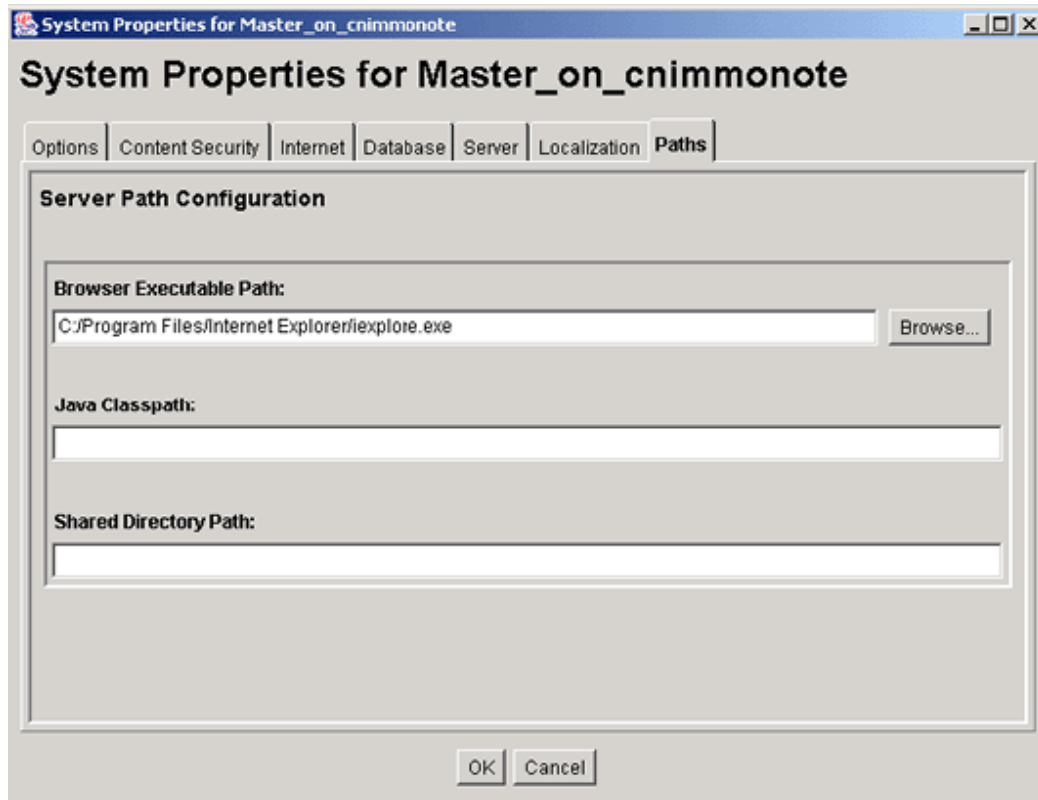 System Properties for Master_on_cnimmonote
System Properties for Master_on_cnimmonote
Options Content Security Internet Database Server Localization Paths
Server Path Configuration
Browser Executable Path:
C:/Program Files/Internet Explorer/iexplore.exe Browse...
Java Classpath:
Shared Directory Path:
OK Cancel